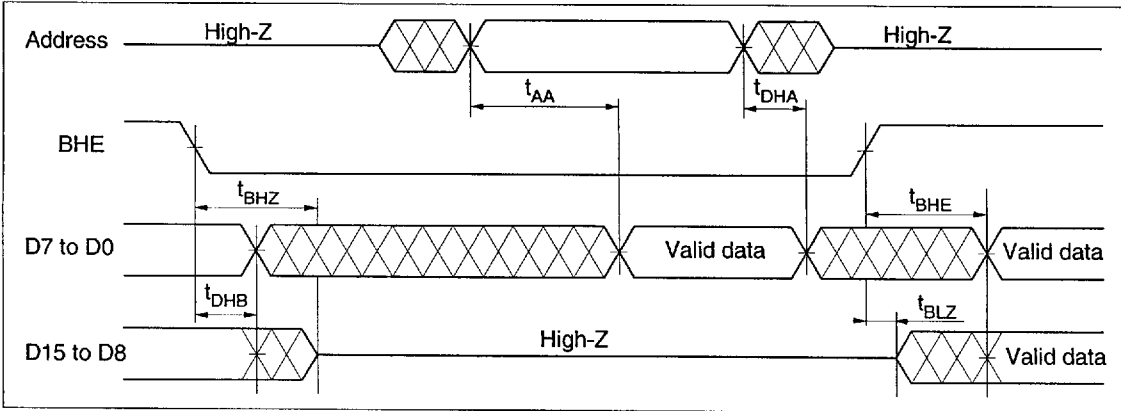 Address
High-Z
High-Z
tAA
tDHA
BHE
tBHZ
tBHE
D7 to D0
Valid data
Valid data
tDHB
tBLZ
D15 to D8
High-Z
Valid data